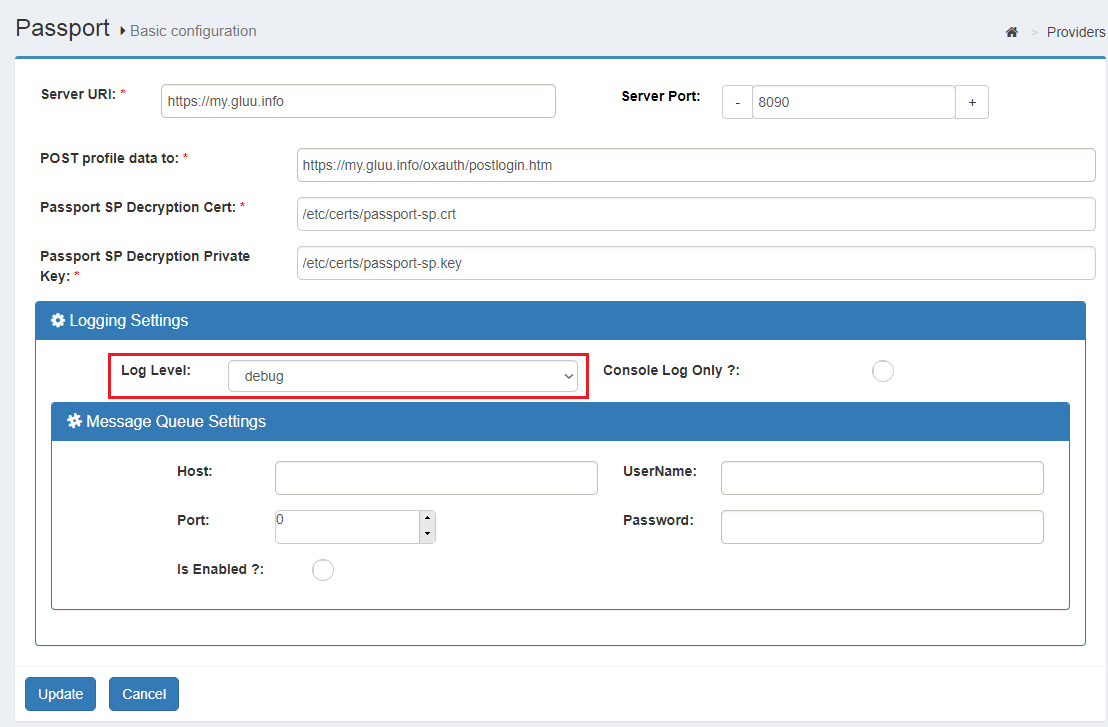 Passport Basic configuration
> Providers
Server URI: *
https://my.gluu.info
Server Port:
- 8090 +
POST profile data to: *
https://my.gluu.info/oxauth/postlogin.htm
Passport SP Decryption Cert: *
/etc/certs/passport-sp.crt
Passport SP Decryption Private
Key: *
/etc/certs/passport-sp.key
Logging Settings
Log Level:
debug
Console Log Only ?:
Message Queue Settings
Host:
UserName:
Port:
0
Password:
Is Enabled ?:
Update
Cancel